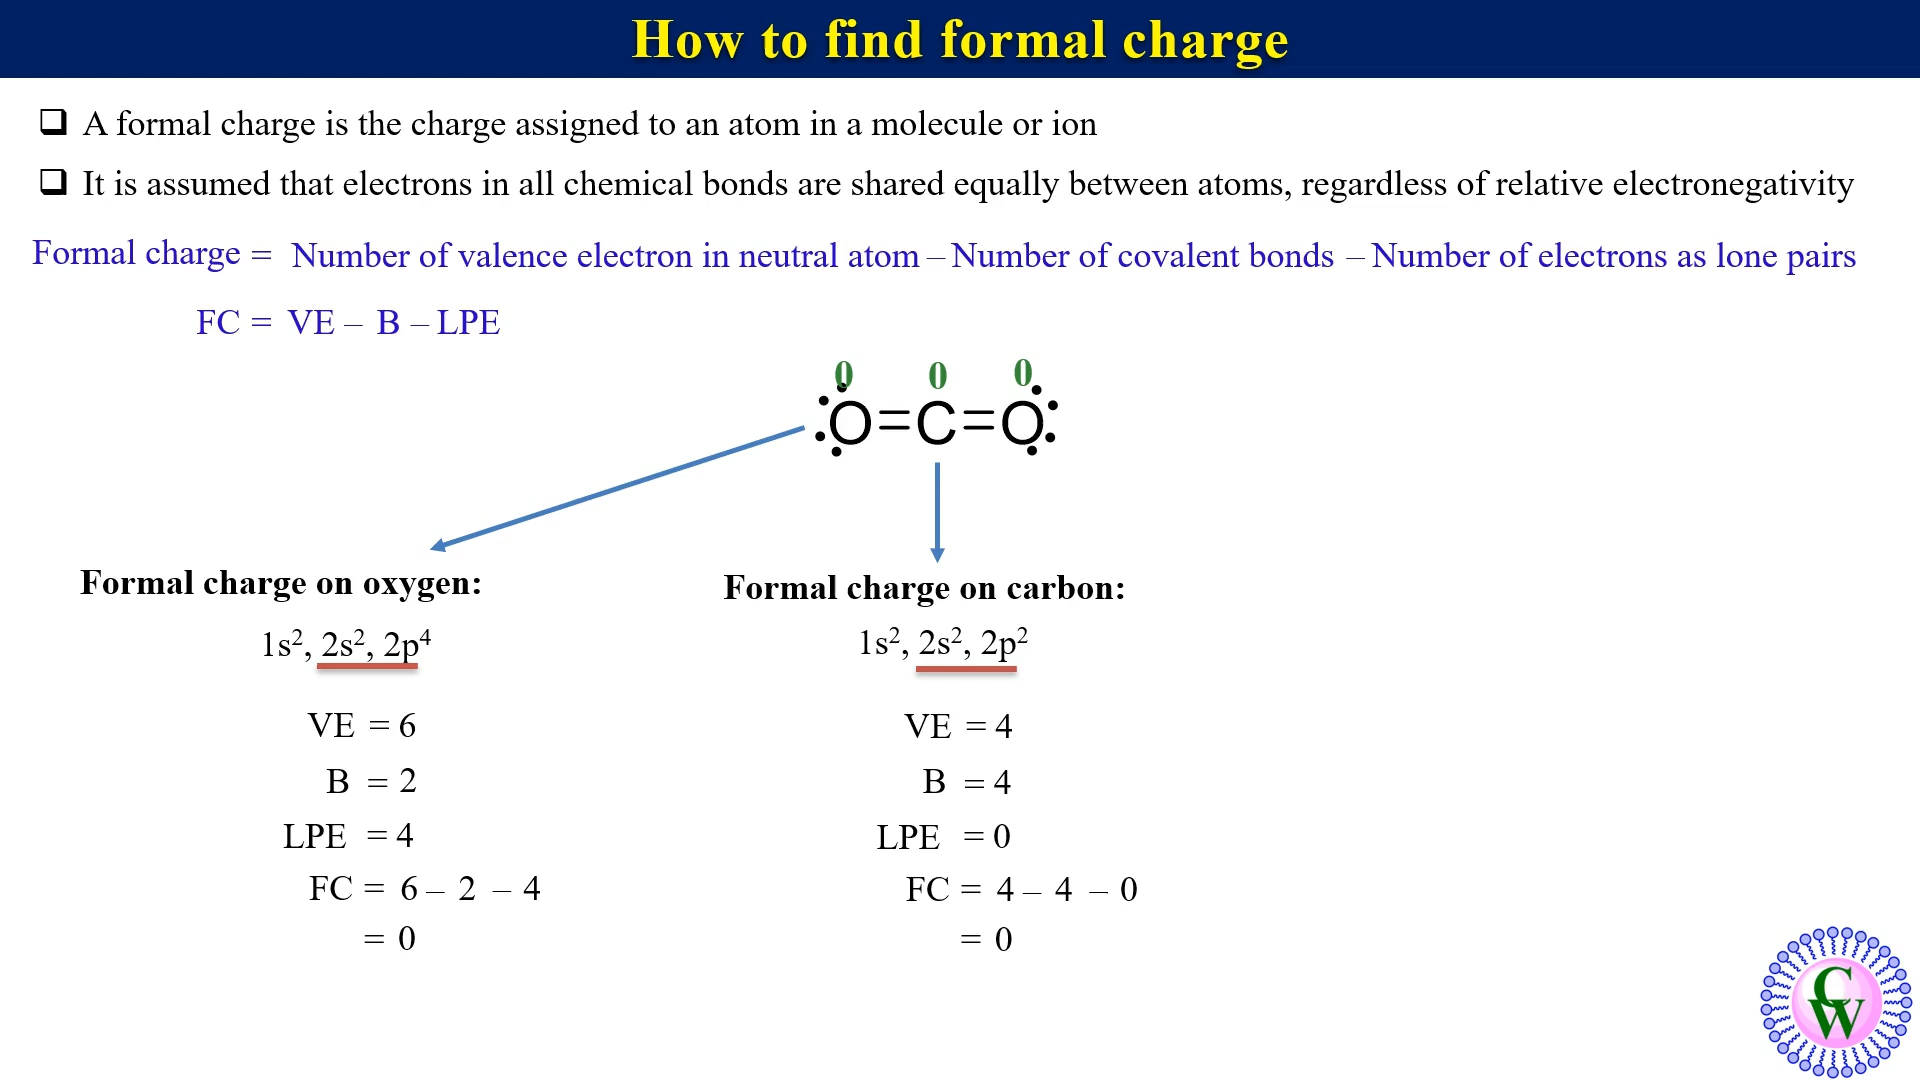 How to find formal charge
❑ A formal charge is the charge assigned to an atom in a molecule or ion
❑ It is assumed that electrons in all chemical bonds are shared equally between atoms, regardless of relative electronegativity
Formal charge = Number of valence electron in neutral atom – Number of covalent bonds – Number of electrons as lone pairs
FC = VE – B – LPE
0 0 0
O=C=O
Formal charge on oxygen:
1s², 2s², 2p⁴
VE = 6
B = 2
LPE = 4
FC = 6 – 2 – 4
= 0
Formal charge on carbon:
1s², 2s², 2p²
VE = 4
B = 4
LPE = 0
FC = 4 – 4 – 0
= 0
CW